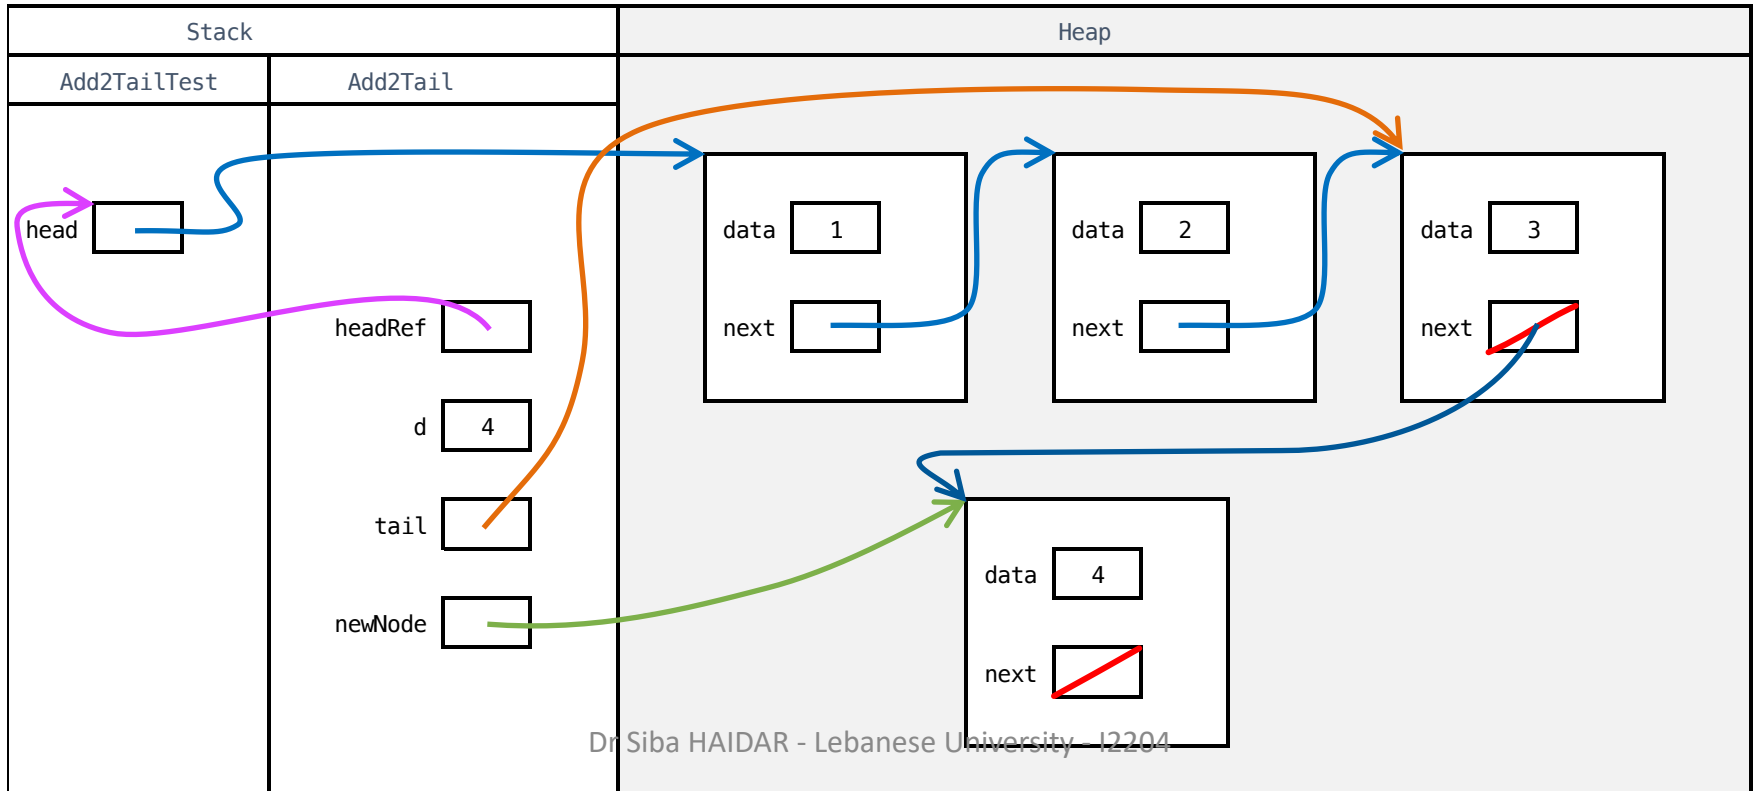 Stack Heap
Add2TailTest Add2Tail
head data 1 data 2 data 3
headRef next next next
d 4
tail
data 4
newNode
next
Dr Siba HAIDAR - Lebanese University - I2204